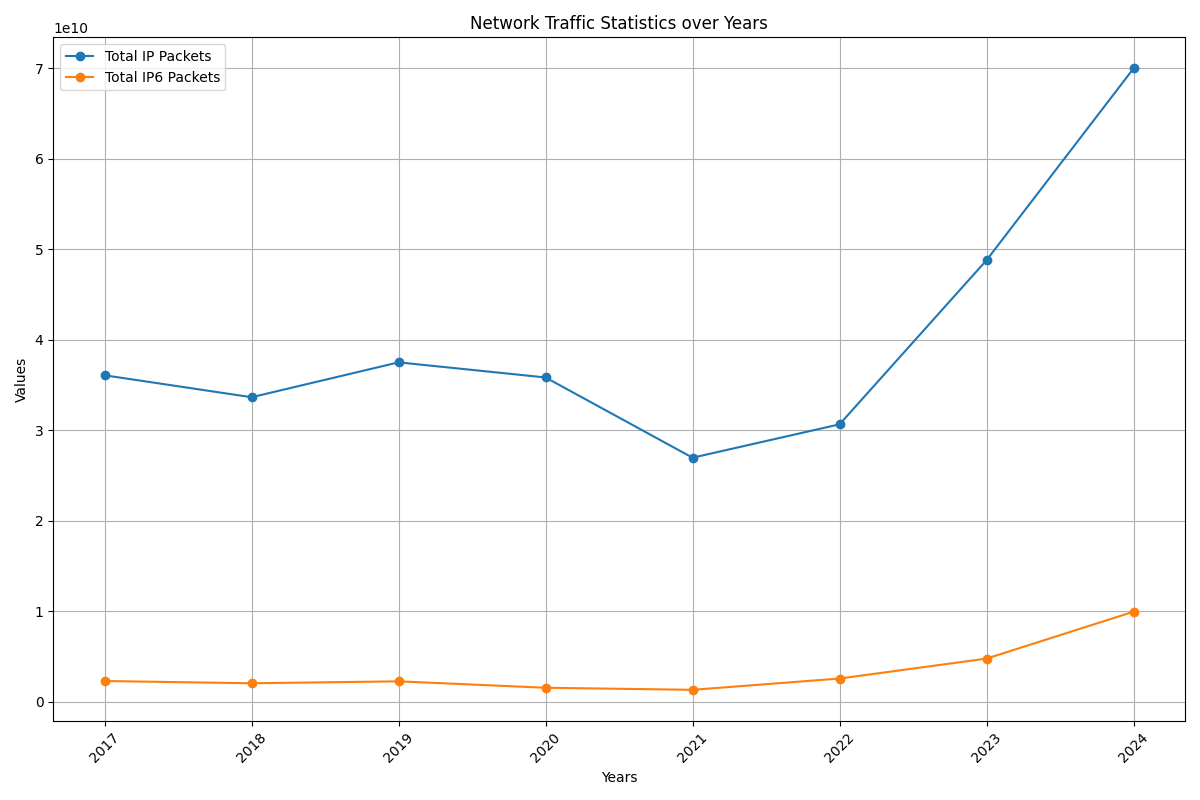 Network Traffic Statistics over Years
1e10
Total IP Packets
Total IP6 Packets
7
6
5
4
3
2
1
0
Values
2017
2018
2019
2020
2021
2022
2023
2024
Years